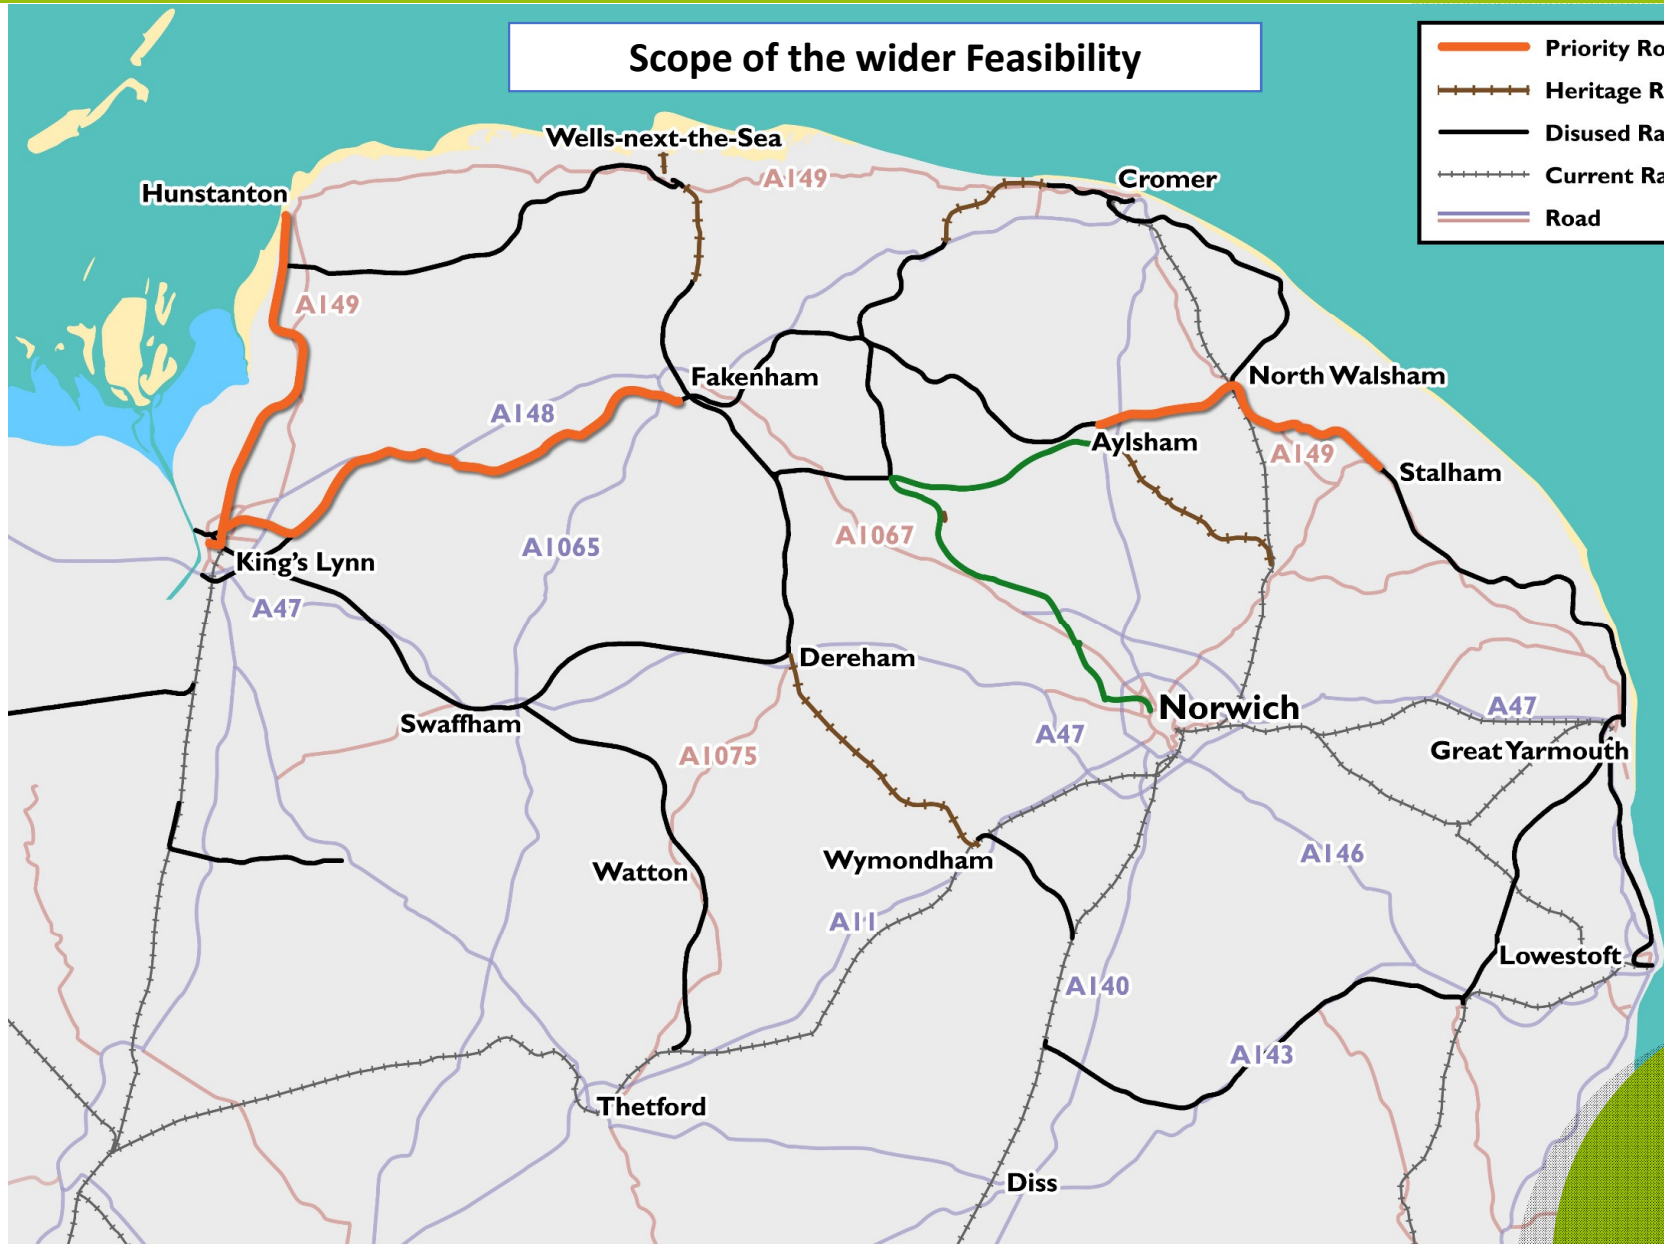 Scope of the wider Feasibility
Priority Ro
Heritage R
Disused Ra
Current Ra
Road
Wells-next-the-Sea
A149
Cromer
Hunstanton
A149
Fakenham
North Walsham
A148
Aylsham
A149
Stalham
A1065
A1067
King's Lynn
A47
Dereham
Norwich
Swaffham
A47
A47
A1075
Great Yarmouth
Watton
Wymondham
A146
A11
Lowestoft
A140
A143
Thetford
Diss